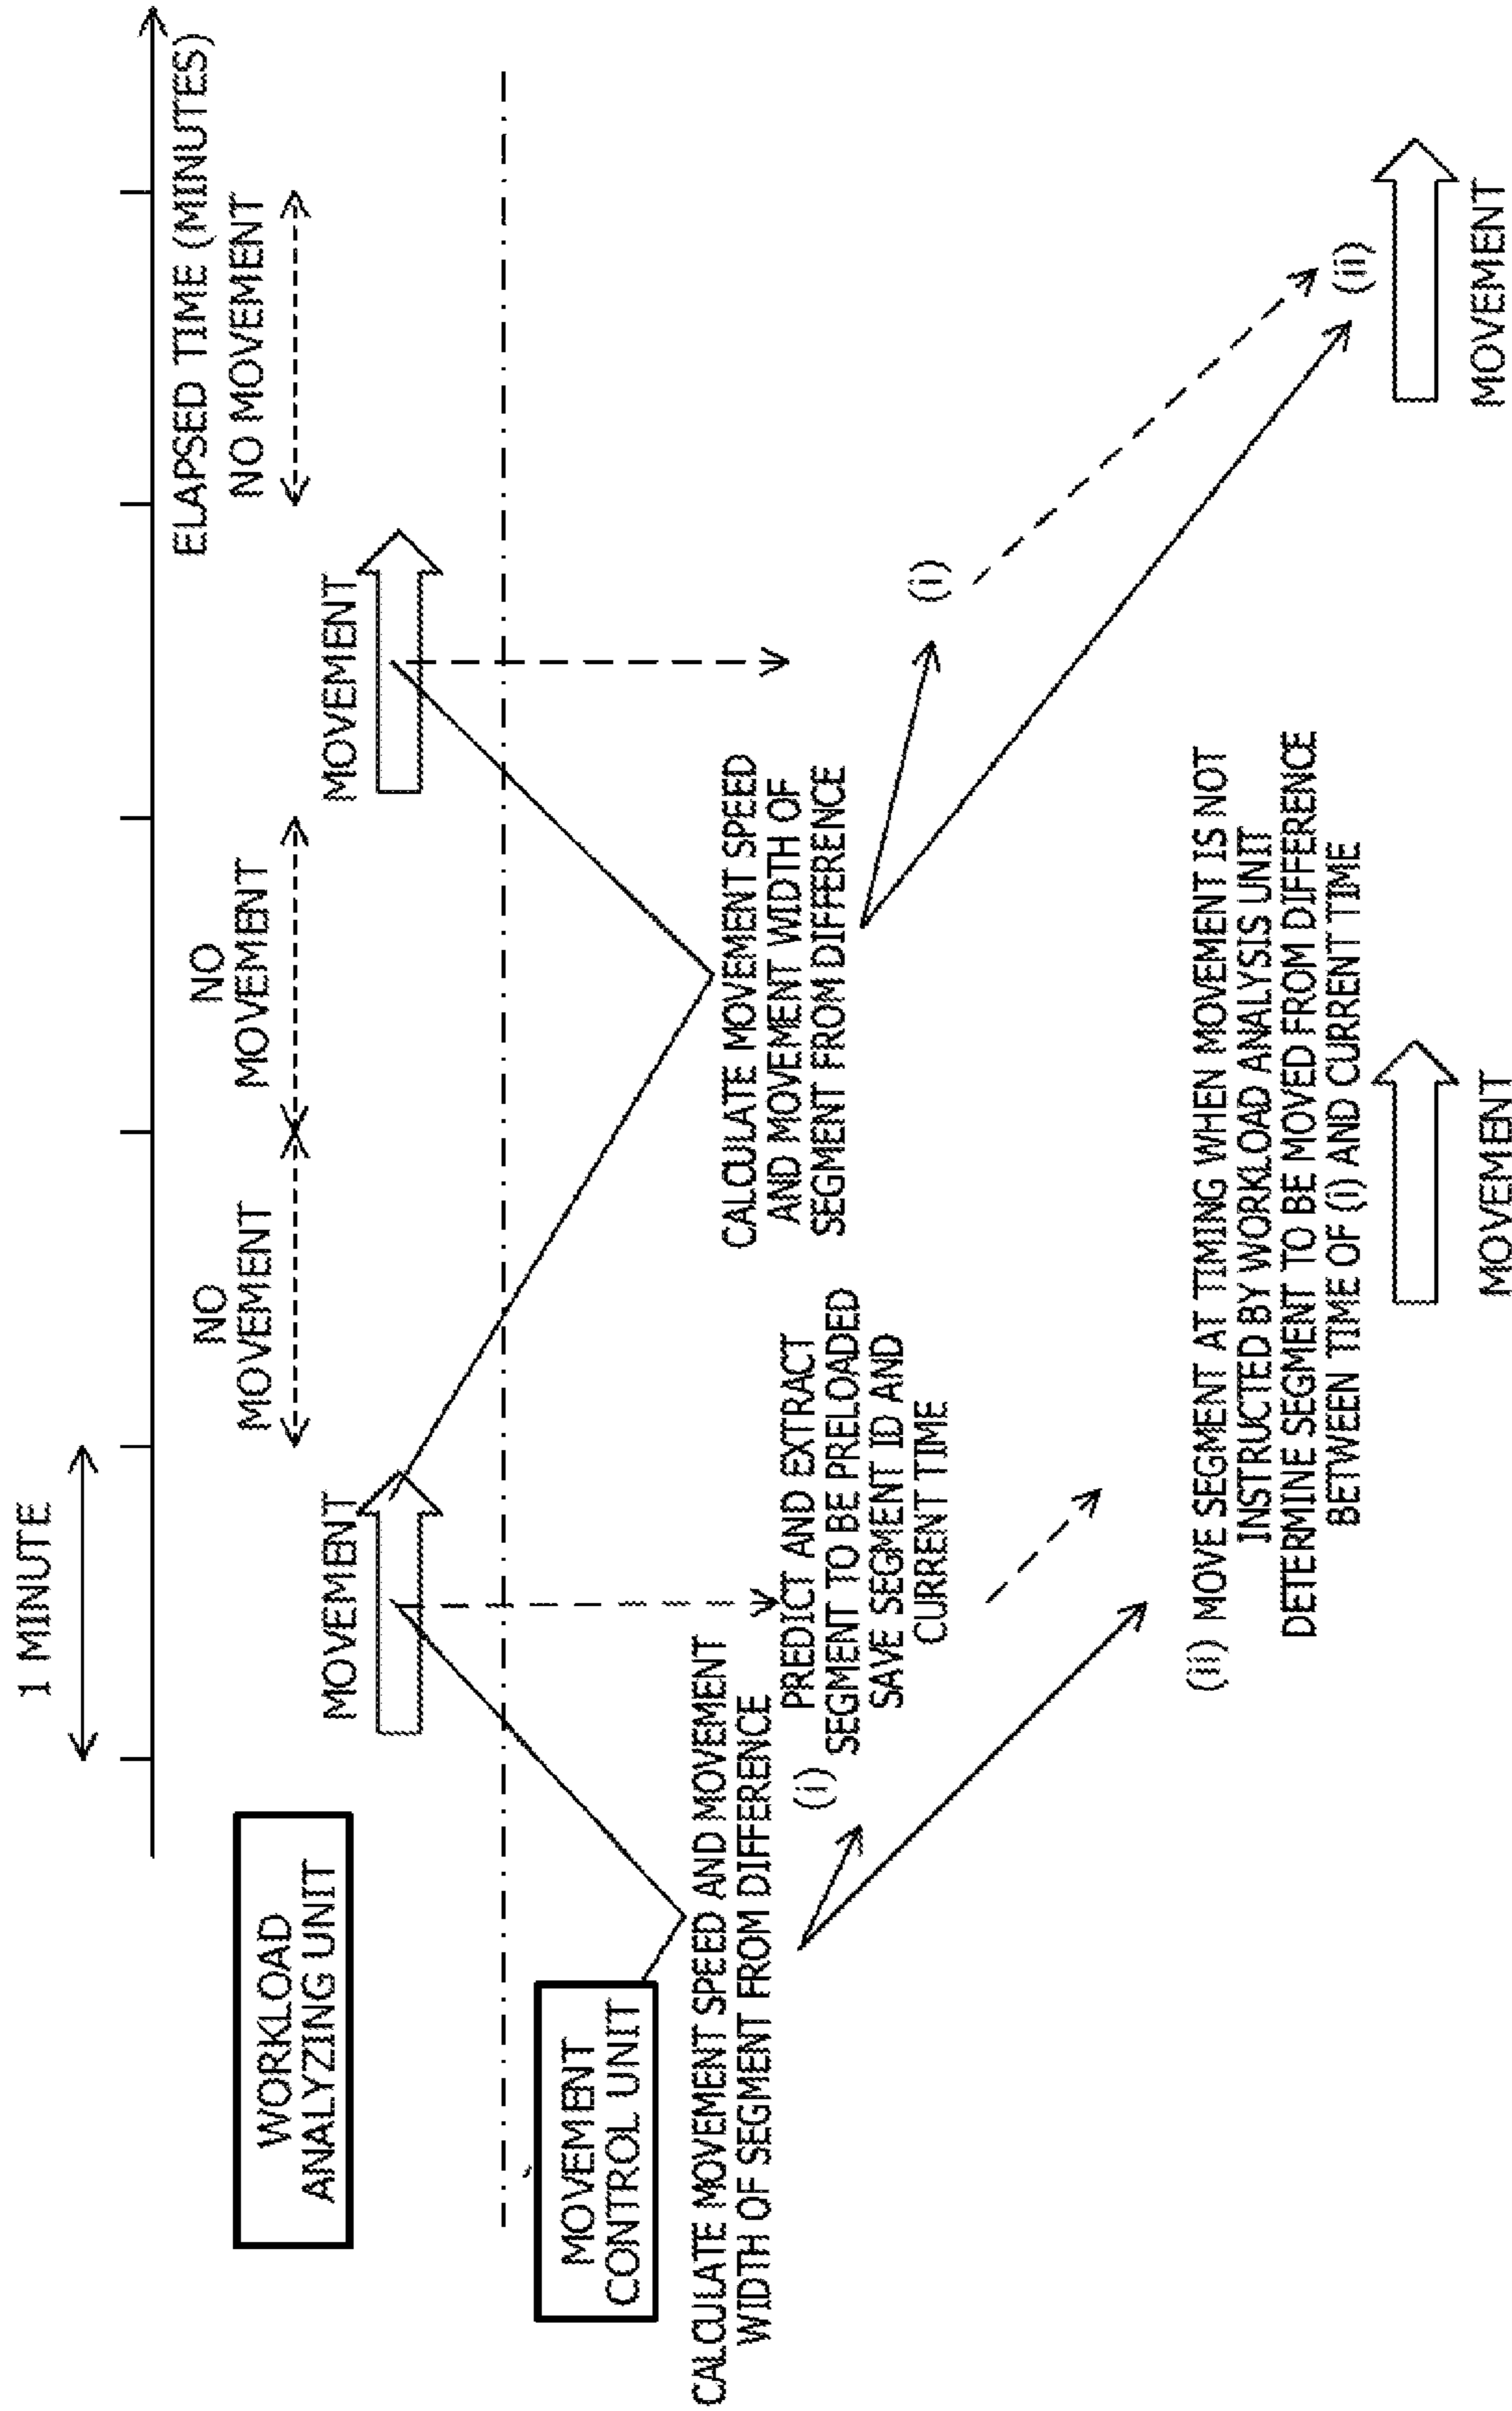 1 MINUTE
ELAPSED TIME (MINUTES)
WORKLOAD
ANALYZING UNIT
MOVEMENT
NO
MOVEMENT
NO
MOVEMENT
MOVEMENT
NO MOVEMENT
MOVEMENT
CONTROL UNIT
CALCULATE MOVEMENT SPEED AND MOVEMENT
WIDTH OF SEGMENT FROM DIFFERENCE
(i)
PREDICT AND EXTRACT
SEGMENT TO BE PRELOADED
SAVE SEGMENT ID AND
CURRENT TIME
CALCULATE MOVEMENT SPEED
AND MOVEMENT WIDTH OF
SEGMENT FROM DIFFERENCE
(i)
(ii) MOVE SEGMENT AT TIMING WHEN MOVEMENT IS NOT
INSTRUCTED BY WORKLOAD ANALYSIS UNIT
DETERMINE SEGMENT TO BE MOVED FROM DIFFERENCE
BETWEEN TIME OF (i) AND CURRENT TIME
(ii)
MOVEMENT
MOVEMENT